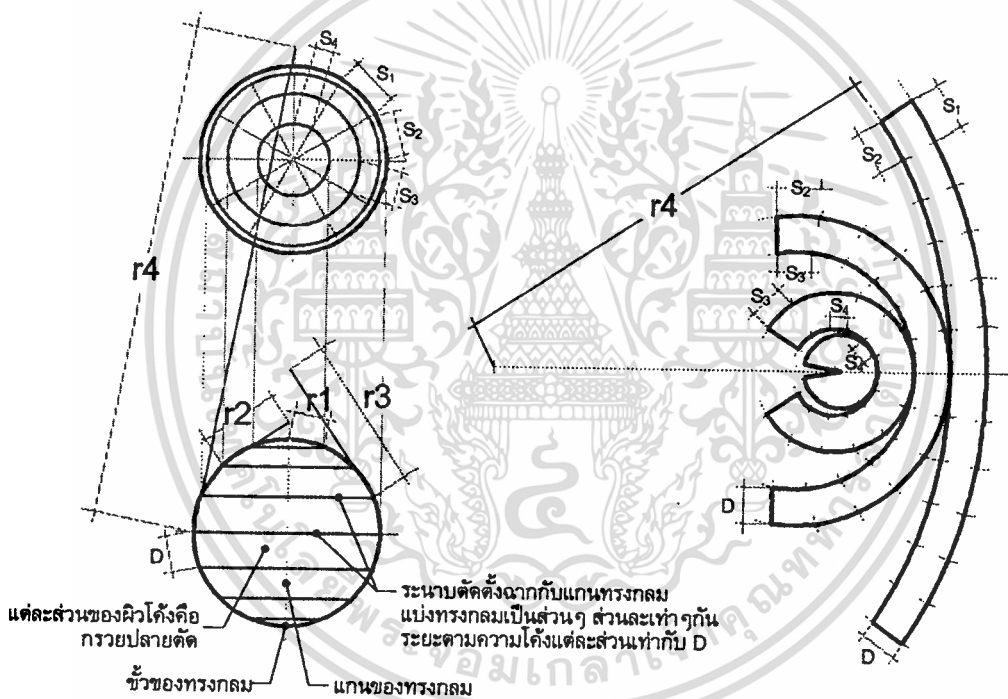 S4
S1
S2
S3
r4
r2
r1
r3
D
แต่ละส่วนของผิวโค้งคือ
กรวยปลายตัด
ขั้วของทรงกลม
แกนของทรงกลม
ระนาบตัดตั้งฉากกับแกนทรงกลม
แบ่งทรงกลมเป็นส่วนๆ ส่วนละเท่าๆกัน
ระยะตามความโค้งแต่ละส่วนเท่ากับ D
r4
S1
S2
S2
S3
S3
S4
S4
D
D